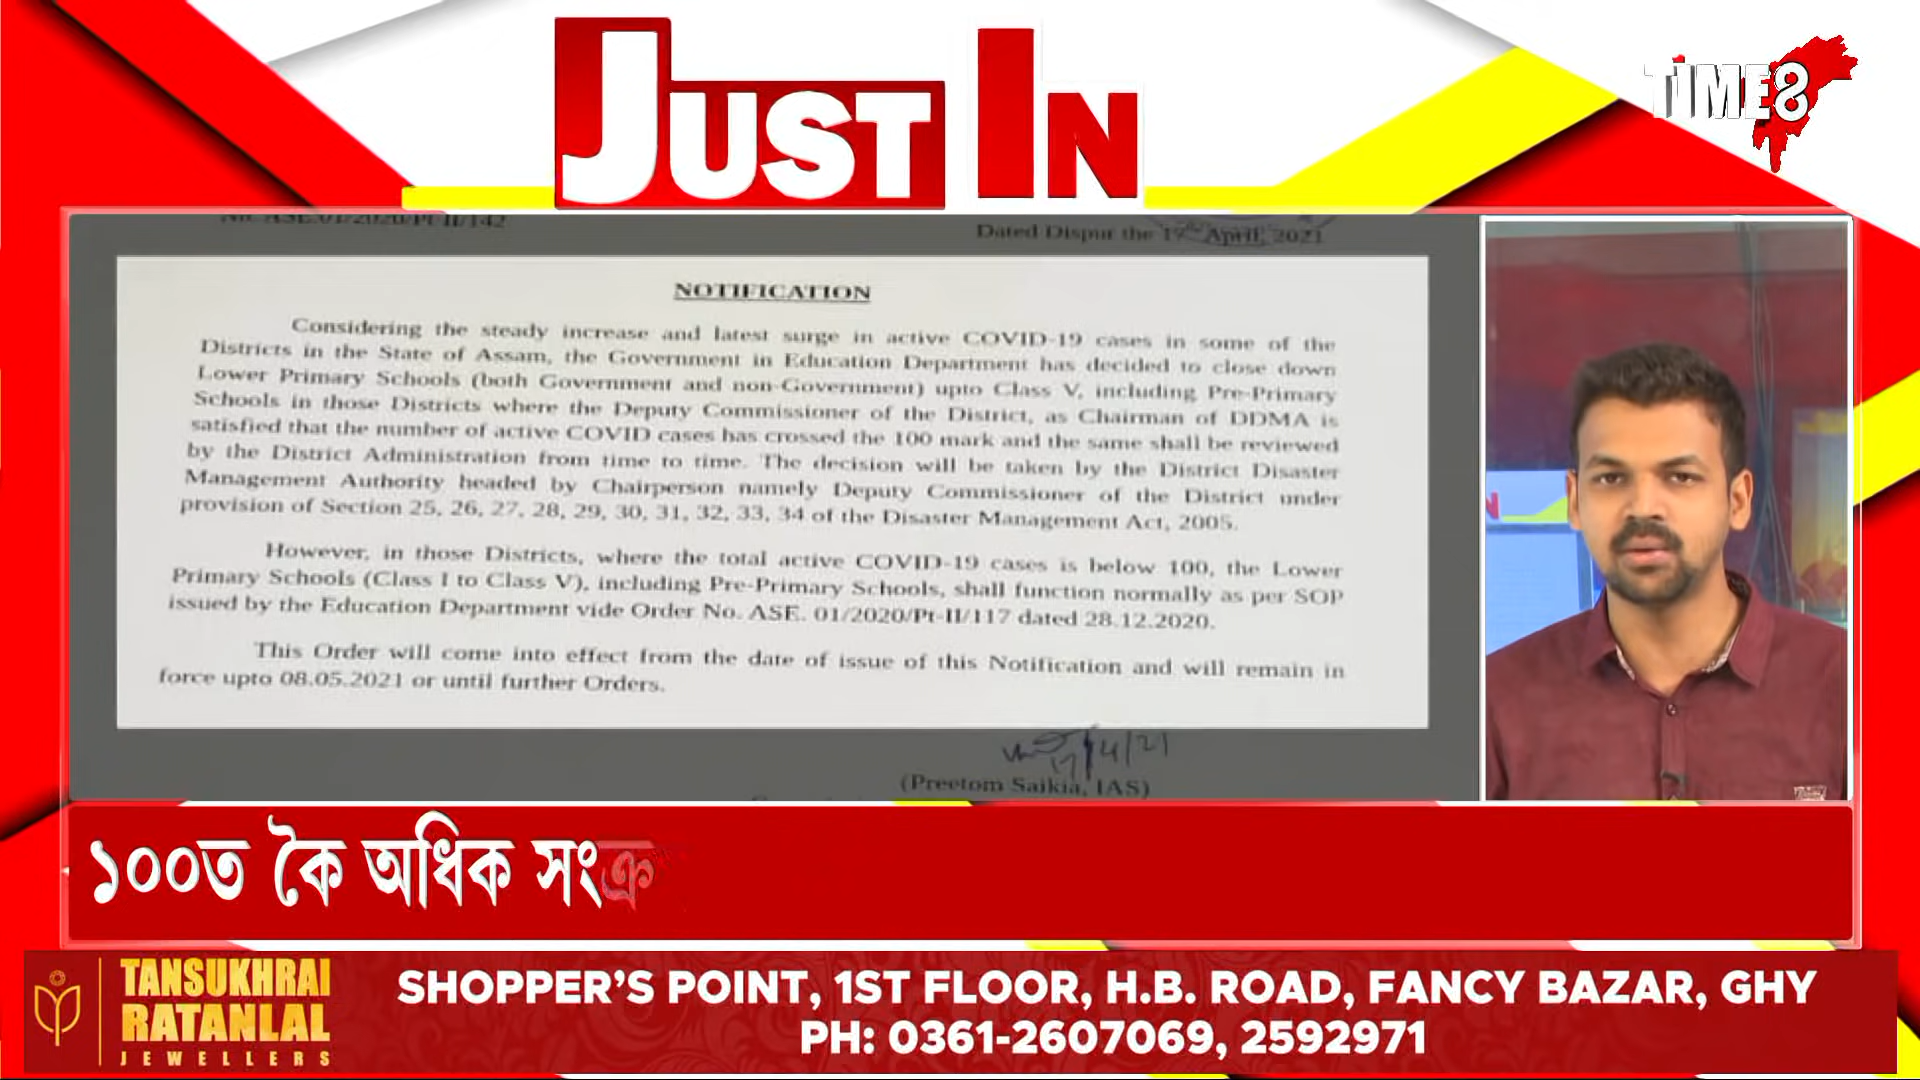 JUST IN
TIME8
No. ASE.01/2020/Pt-II/142
Dated Dispur the 17th April, 2021
NOTIFICATION
Considering the steady increase and latest surge in active COVID-19 cases in some of the
Districts in the State of Assam, the Government in Education Department has decided to close down
Lower Primary Schools (both Government and non-Government) upto Class V, including Pre-Primary
Schools in those Districts where the Deputy Commissioner of the District, as Chairman of DDMA is
satisfied that the number of active COVID cases has crossed the 100 mark and the same shall be reviewed
by the District Administration from time to time. The decision will be taken by the District Disaster
Management Authority headed by Chairperson namely Deputy Commissioner of the District under
provision of Section 25, 26, 27, 28, 29, 30, 31, 32, 33, 34 of the Disaster Management Act, 2005.
However, in those Districts, where the total active COVID-19 cases is below 100, the Lower
Primary Schools (Class I to Class V), including Pre-Primary Schools, shall function normally as per SOP
issued by the Education Department vide Order No. ASE. 01/2020/Pt-II/117 dated 28.12.2020.
This Order will come into effect from the date of issue of this Notification and will remain in
force upto 08.05.2021 or until further Orders.
17/4/21
(Preetom Saikia, IAS)
১০০ত কৈ অধিক সংক্ৰ
TANSUKHRAI
RATANLAL
JEWELLERS
SHOPPER'S POINT, 1ST FLOOR, H.B. ROAD, FANCY BAZAR, GHY
PH: 0361-2607069, 2592971